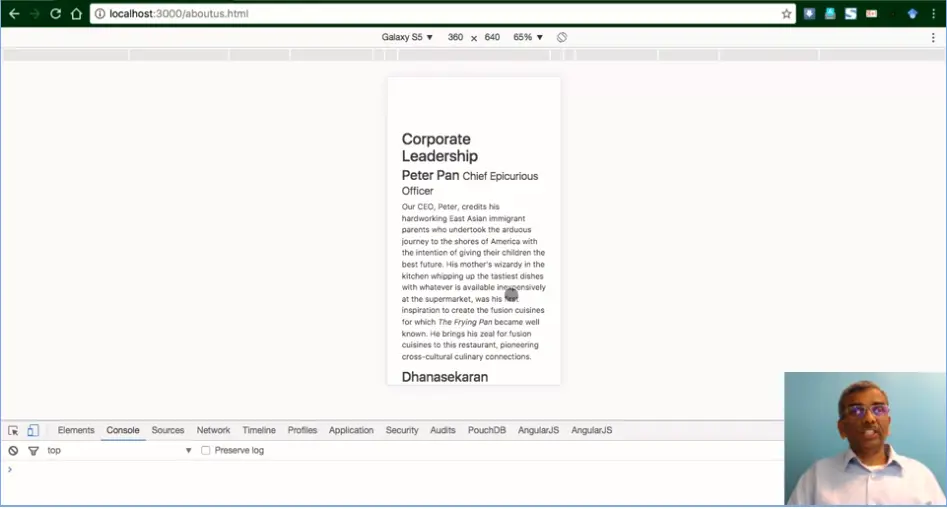 localhost:3000/aboutus.html
Galaxy S5 ▼ 360 x 640 65% ▼
Corporate
Leadership
Peter Pan Chief Epicurious
Officer
Our CEO, Peter, credits his
hardworking East Asian immigrant
parents who undertook the arduous
journey to the shores of America with
the intention of giving their children the
best future. His mother's wizardy in the
kitchen whipping up the tastiest dishes
with whatever is available inexpensively
at the supermarket, was his first
inspiration to create the fusion cuisines
for which The Frying Pan became well
known. He brings his zeal for fusion
cuisines to this restaurant, pioneering
cross-cultural culinary connections.
Dhanasekaran
Elements Console Sources Network Timeline Profiles Application Security Audits PouchDB AngularJS AngularJS
top ▼ Preserve log